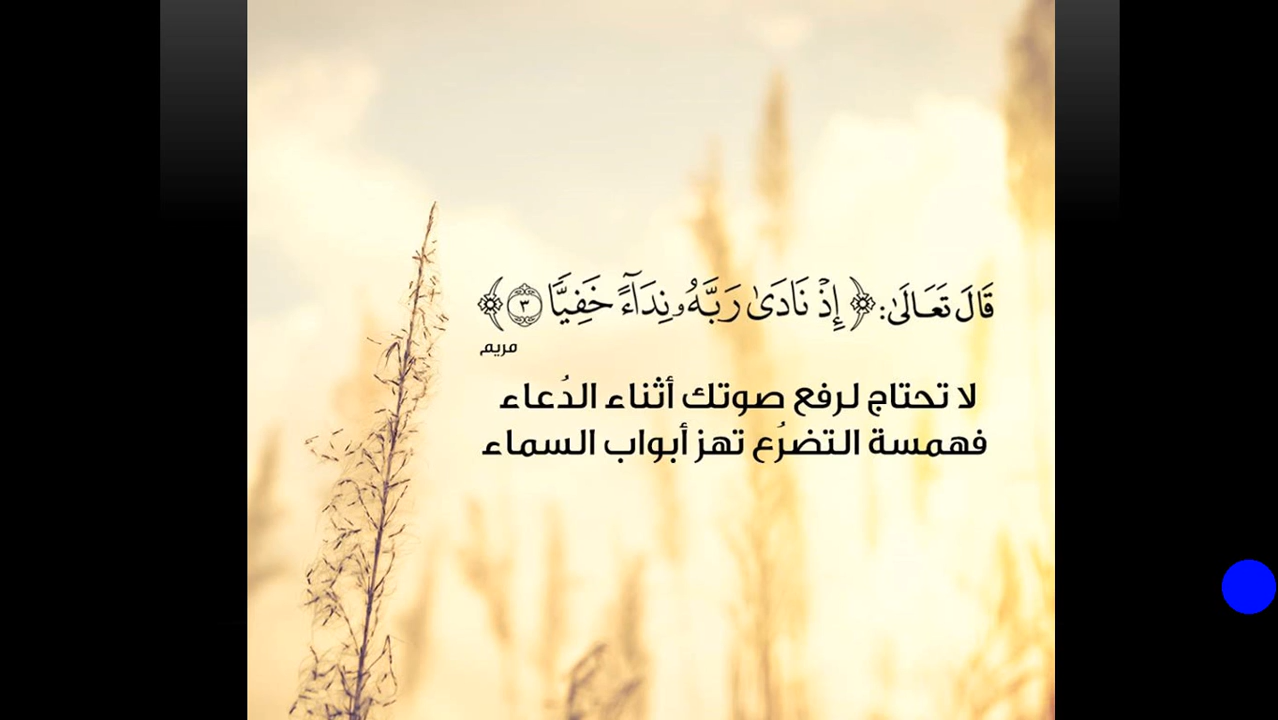 قَالَ تَعَالَىٰ: ﴿ إِذْ نَادَىٰ رَبَّهُۥ نِدَآءً خَفِيًّا ٣ ﴾
مريم
لا تحتاج لرفع صوتك أثناء الدُعاء
فهمسة التضرُع تهز أبواب السماء